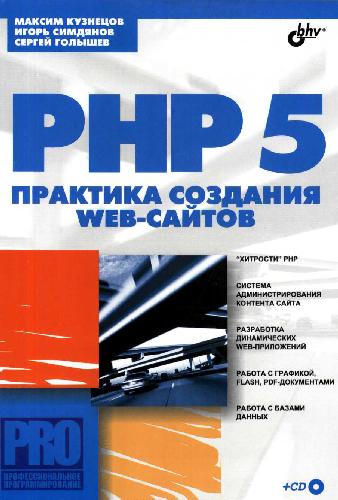 МАКСИМ КУЗНЕЦОВ
ИГОРЬ СИМДЯНОВ
СЕРГЕЙ ГОЛЫШЕВ
bhv®
PHP 5
ПРАКТИКА СОЗДАНИЯ
WEB-САЙТОВ
"ХИТРОСТИ" PHP
СИСТЕМА
АДМИНИСТРИРОВАНИЯ
КОНТЕНТА САЙТА
РАЗРАБОТКА
ДИНАМИЧЕСКИХ
WEB-ПРИЛОЖЕНИЙ
РАБОТА С ГРАФИКОЙ,
FLASH, PDF-ДОКУМЕНТАМИ
РАБОТА С БАЗАМИ
ДАННЫХ
PRO
ПРОФЕССИОНАЛЬНОЕ
ПРОГРАММИРОВАНИЕ
+CD